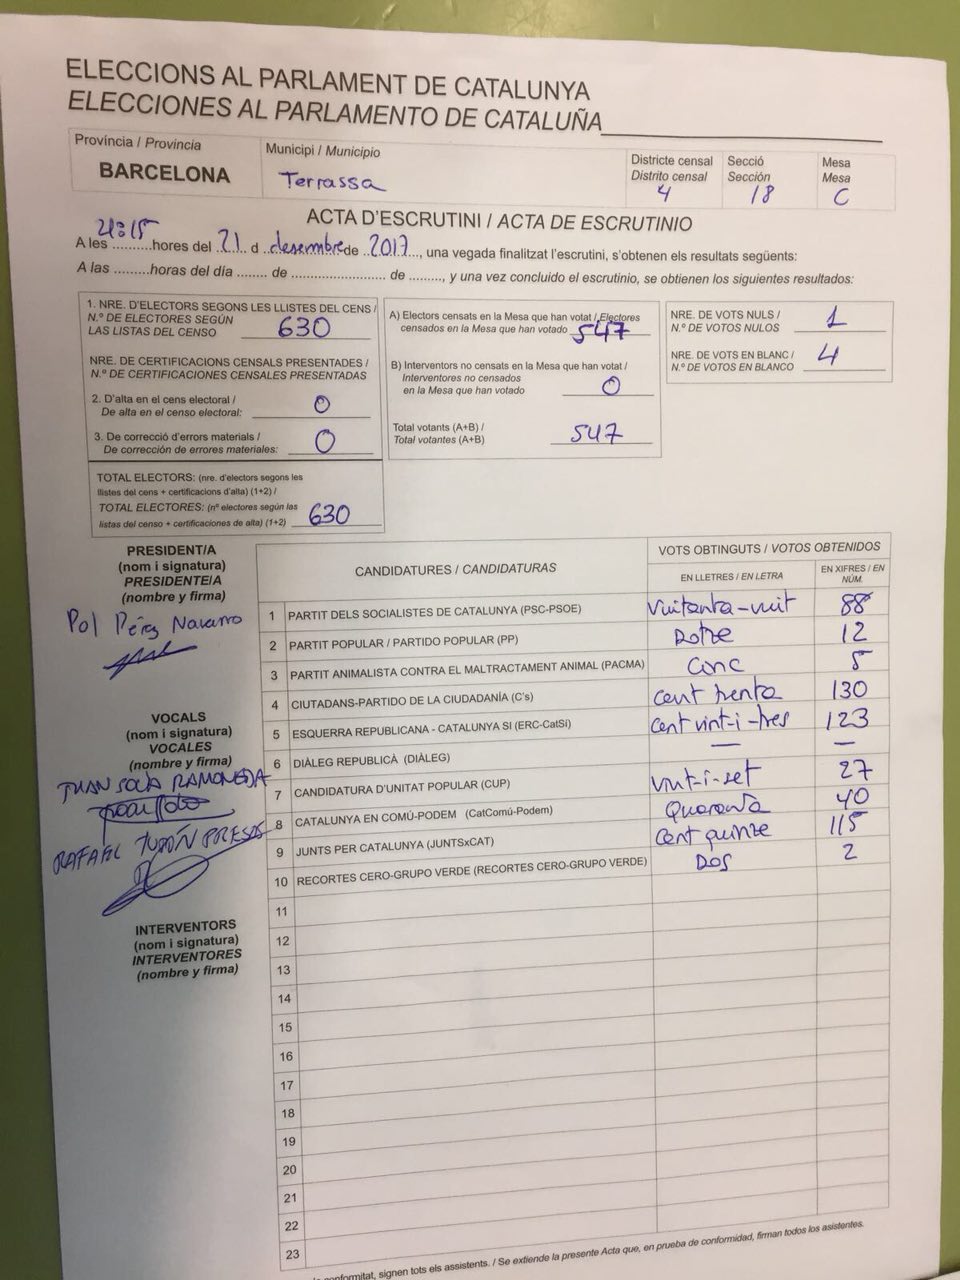 ELECCIONS AL PARLAMENT DE CATALUNYA
ELECCIONES AL PARLAMENTO DE CATALUÑA
Província / Provincia
BARCELONA
Municipi / Municipio
Terrassa
Districte censal
Distrito censal
4
Secció
Sección
18
Mesa
Mesa
C
ACTA D'ESCRUTINI / ACTA DE ESCRUTINIO
A les 21:15 hores del 21 d desembre de 2017, una vegada finalitzat l'escrutini, s'obtenen els resultats següents:
A las .........horas del día ........ de ......................... de ........., y una vez concluido el escrutinio, se obtienen los siguientes resultados:
1. NRE. D'ELECTORS SEGONS LES LLISTES DEL CENS /
N.º DE ELECTORES SEGÚN
LAS LISTAS DEL CENSO 630
NRE. DE CERTIFICACIONS CENSALS PRESENTADES /
N.º DE CERTIFICACIONES CENSALES PRESENTADAS
2. D'alta en el cens electoral /
De alta en el censo electoral: 0
3. De correcció d'errors materials /
De corrección de errores materiales: 0
TOTAL ELECTORS: (nre. d'electors segons les
llistes del cens + certificacions d'alta) (1+2) /
TOTAL ELECTORES: (nº electores según las
listas del censo + certificaciones de alta) (1+2) 630
A) Electors censats en la Mesa que han votat / Electores
censados en la Mesa que han votado 547
B) Interventors no censats en la Mesa que han votat /
Interventores no censados
en la Mesa que han votado 0
Total votants (A+B) /
Total votantes (A+B) 547
NRE. DE VOTS NULS /
N.º DE VOTOS NULOS 1
NRE. DE VOTS EN BLANC /
N.º DE VOTOS EN BLANCO 4
PRESIDENT/A
(nom i signatura)
PRESIDENTE/A
(nombre y firma)
Pol Pérez Navarro
VOCALS
(nom i signatura)
VOCALES
(nombre y firma)
RAMONEDA
RAFAEL
INTERVENTORS
(nom i signatura)
INTERVENTORES
(nombre y firma)
CANDIDATURES / CANDIDATURAS
VOTS OBTINGUTS / VOTOS OBTENIDOS
EN LLETRES / EN LETRA
EN XIFRES / EN NÚM.
1 PARTIT DELS SOCIALISTES DE CATALUNYA (PSC-PSOE) Vuitanta-vuit 88
2 PARTIT POPULAR / PARTIDO POPULAR (PP) Dotze 12
3 PARTIT ANIMALISTA CONTRA EL MALTRACTAMENT ANIMAL (PACMA) Cinc 5
4 CIUTADANS-PARTIDO DE LA CIUDADANÍA (C's) Cent trenta 130
5 ESQUERRA REPUBLICANA - CATALUNYA SI (ERC-CatSí) Cent vint-i-tres 123
6 DIÀLEG REPUBLICÀ (DIÀLEG) — —
7 CANDIDATURA D'UNITAT POPULAR (CUP) Vint-i-set 27
8 CATALUNYA EN COMÚ-PODEM (CatComú-Podem) Quaranta 40
9 JUNTS PER CATALUNYA (JUNTSxCAT) Cent quinze 115
10 RECORTES CERO-GRUPO VERDE (RECORTES CERO-GRUPO VERDE) Dos 2
11
12
13
14
15
16
17
18
19
20
21
22
23
conformitat, signen tots els assistents. / Se extiende la presente Acta que, en prueba de conformidad, firman todos los asistentes.